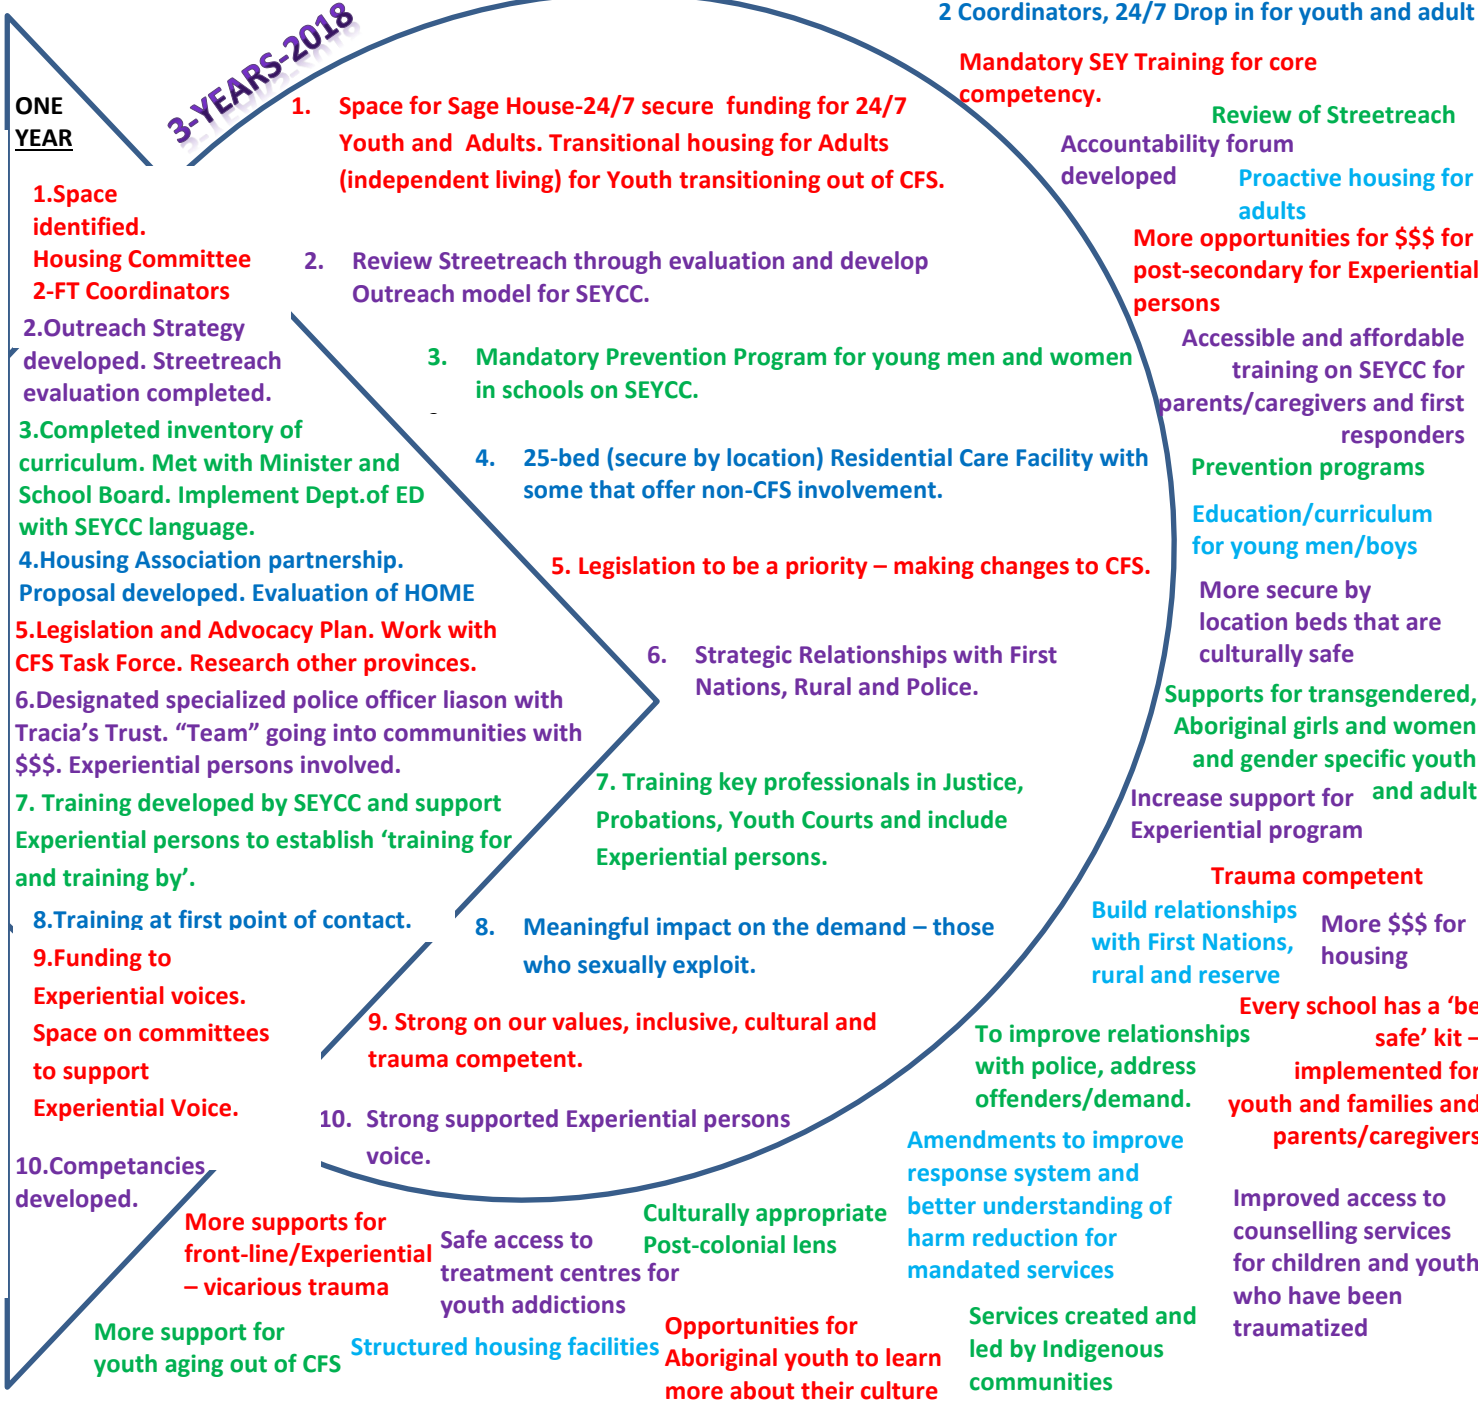 3-YEARS-2018
ONE
YEAR
1.Space
identified.
Housing Committee
2-FT Coordinators
2.Outreach Strategy
developed. Streetreach
evaluation completed.
3.Completed inventory of
curriculum. Met with Minister and
School Board. Implement Dept.of ED
with SEYCC language.
4.Housing Association partnership.
Proposal developed. Evaluation of HOME
5.Legislation and Advocacy Plan. Work with
CFS Task Force. Research other provinces.
6.Designated specialized police officer liason with
Tracia’s Trust. “Team” going into communities with
$$$. Experiential persons involved.
7. Training developed by SEYCC and support
Experiential persons to establish ‘training for
and training by’.
8.Training at first point of contact.
9.Funding to
Experiential voices.
Space on committees
to support
Experiential Voice.
10.Competancies
developed.
1. Space for Sage House-24/7 secure funding for 24/7
Youth and Adults. Transitional housing for Adults
(independent living) for Youth transitioning out of CFS.
2. Review Streetreach through evaluation and develop
Outreach model for SEYCC.
3. Mandatory Prevention Program for young men and women
in schools on SEYCC.
4. 25-bed (secure by location) Residential Care Facility with
some that offer non-CFS involvement.
5. Legislation to be a priority – making changes to CFS.
6. Strategic Relationships with First
Nations, Rural and Police.
7. Training key professionals in Justice,
Probations, Youth Courts and include
Experiential persons.
8. Meaningful impact on the demand – those
who sexually exploit.
9. Strong on our values, inclusive, cultural and
trauma competent.
10. Strong supported Experiential persons
voice.
2 Coordinators, 24/7 Drop in for youth and adult
Mandatory SEY Training for core
competency.
Review of Streetreach
Accountability forum
developed
Proactive housing for
adults
More opportunities for $$$ for
post-secondary for Experiential
persons
Accessible and affordable
training on SEYCC for
parents/caregivers and first
responders
Prevention programs
Education/curriculum
for young men/boys
More secure by
location beds that are
culturally safe
Supports for transgendered,
Aboriginal girls and women
and gender specific youth
and adult
Increase support for
Experiential program
Trauma competent
Build relationships
with First Nations,
rural and reserve
More $$$ for
housing
Every school has a ‘be
safe’ kit –
implemented for
youth and families and
parents/caregivers
To improve relationships
with police, address
offenders/demand.
Amendments to improve
response system and
better understanding of
harm reduction for
mandated services
Improved access to
counselling services
for children and youth
who have been
traumatized
Culturally appropriate
Post-colonial lens
More supports for
front-line/Experiential
– vicarious trauma
Safe access to
treatment centres for
youth addictions
More support for
youth aging out of CFS
Structured housing facilities
Opportunities for
Aboriginal youth to learn
more about their culture
Services created and
led by Indigenous
communities